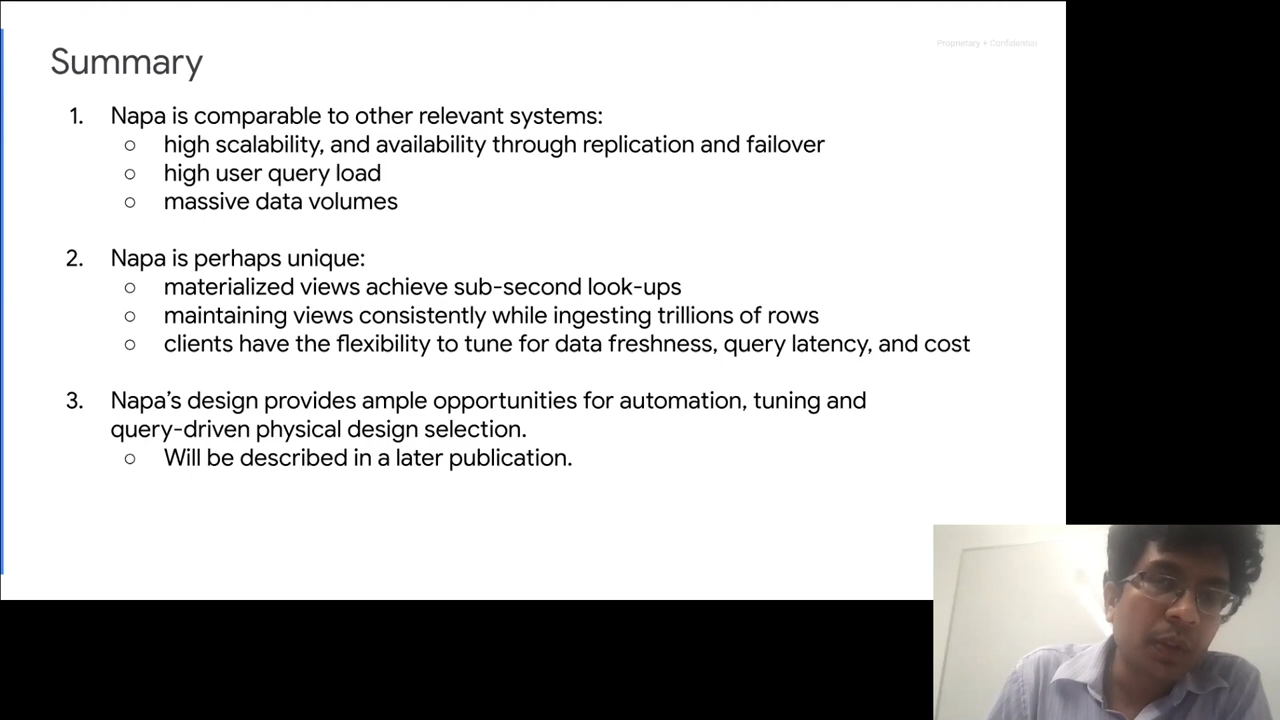 Proprietary + Confidential
Summary
1. Napa is comparable to other relevant systems:
○ high scalability, and availability through replication and failover
○ high user query load
○ massive data volumes
2. Napa is perhaps unique:
○ materialized views achieve sub-second look-ups
○ maintaining views consistently while ingesting trillions of rows
○ clients have the flexibility to tune for data freshness, query latency, and cost
3. Napa’s design provides ample opportunities for automation, tuning and
query-driven physical design selection.
○ Will be described in a later publication.